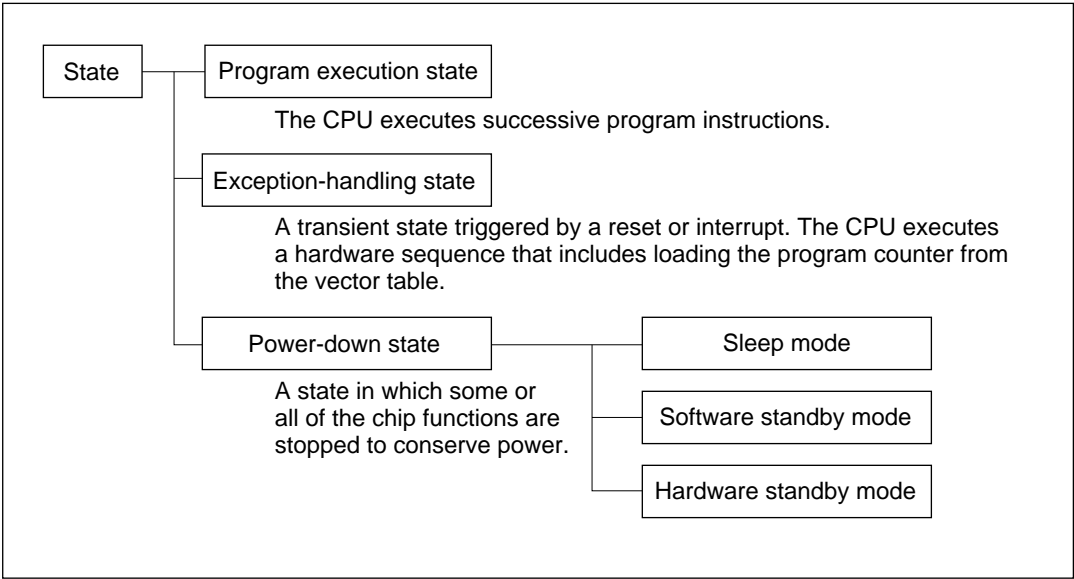 State
Program execution state
The CPU executes successive program instructions.
Exception-handling state
A transient state triggered by a reset or interrupt. The CPU executes
a hardware sequence that includes loading the program counter from
the vector table.
Power-down state
A state in which some or
all of the chip functions are
stopped to conserve power.
Sleep mode
Software standby mode
Hardware standby mode